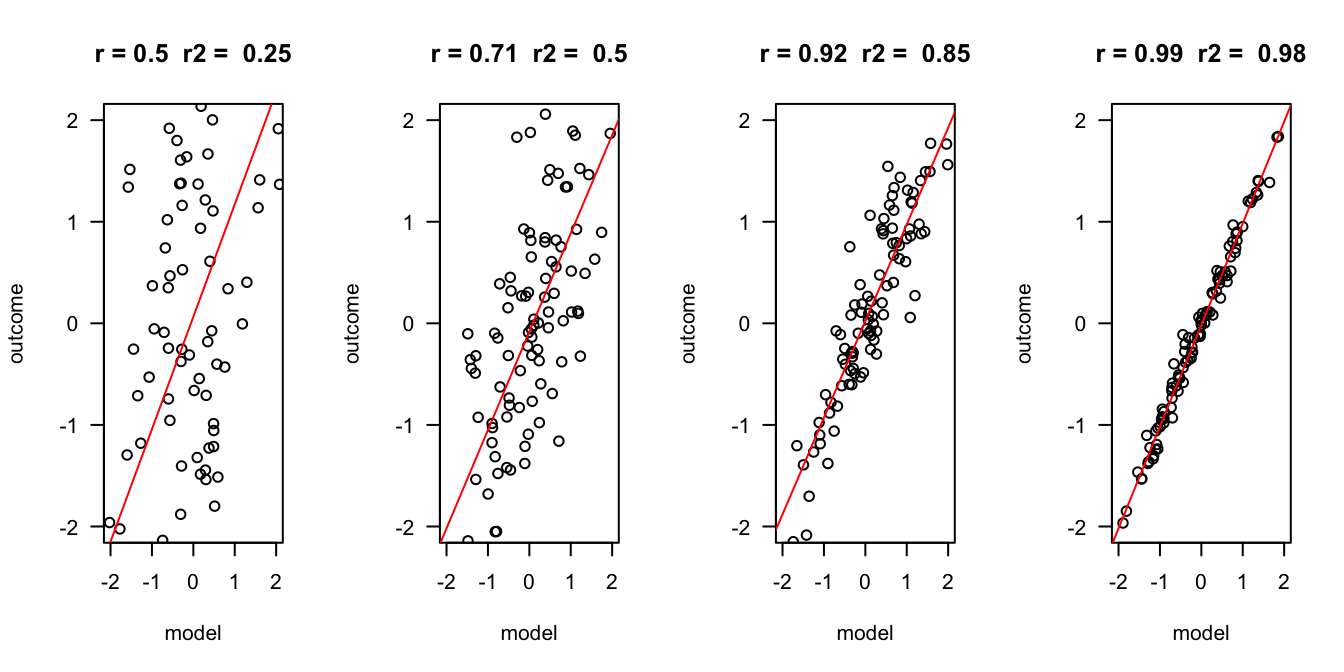 r = 0.5  r2 =  0.25
outcome
2
1
0
-1
-2
-2 -1 0 1 2
model
r = 0.71  r2 =  0.5
outcome
2
1
0
-1
-2
-2 -1 0 1 2
model
r = 0.92  r2 =  0.85
outcome
2
1
0
-1
-2
-2 -1 0 1 2
model
r = 0.99  r2 =  0.98
outcome
2
1
0
-1
-2
-2 -1 0 1 2
model